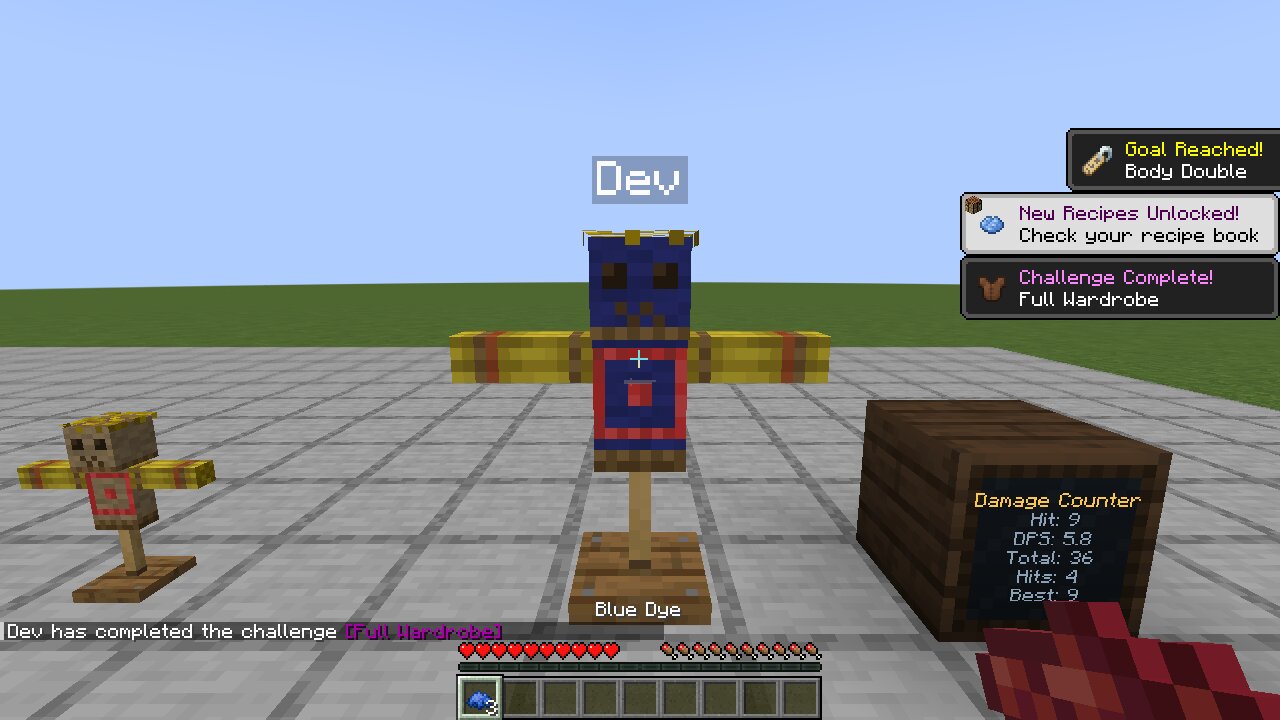 Dev
Goal Reached!
Body Double
New Recipes Unlocked!
Check your recipe book
Challenge Complete!
Full Wardrobe
Damage Counter
Hit: 9
DPS: 5.8
Total: 36
Hits: 4
Best: 9
Blue Dye
Dev has completed the challenge [Full Wardrobe]
3